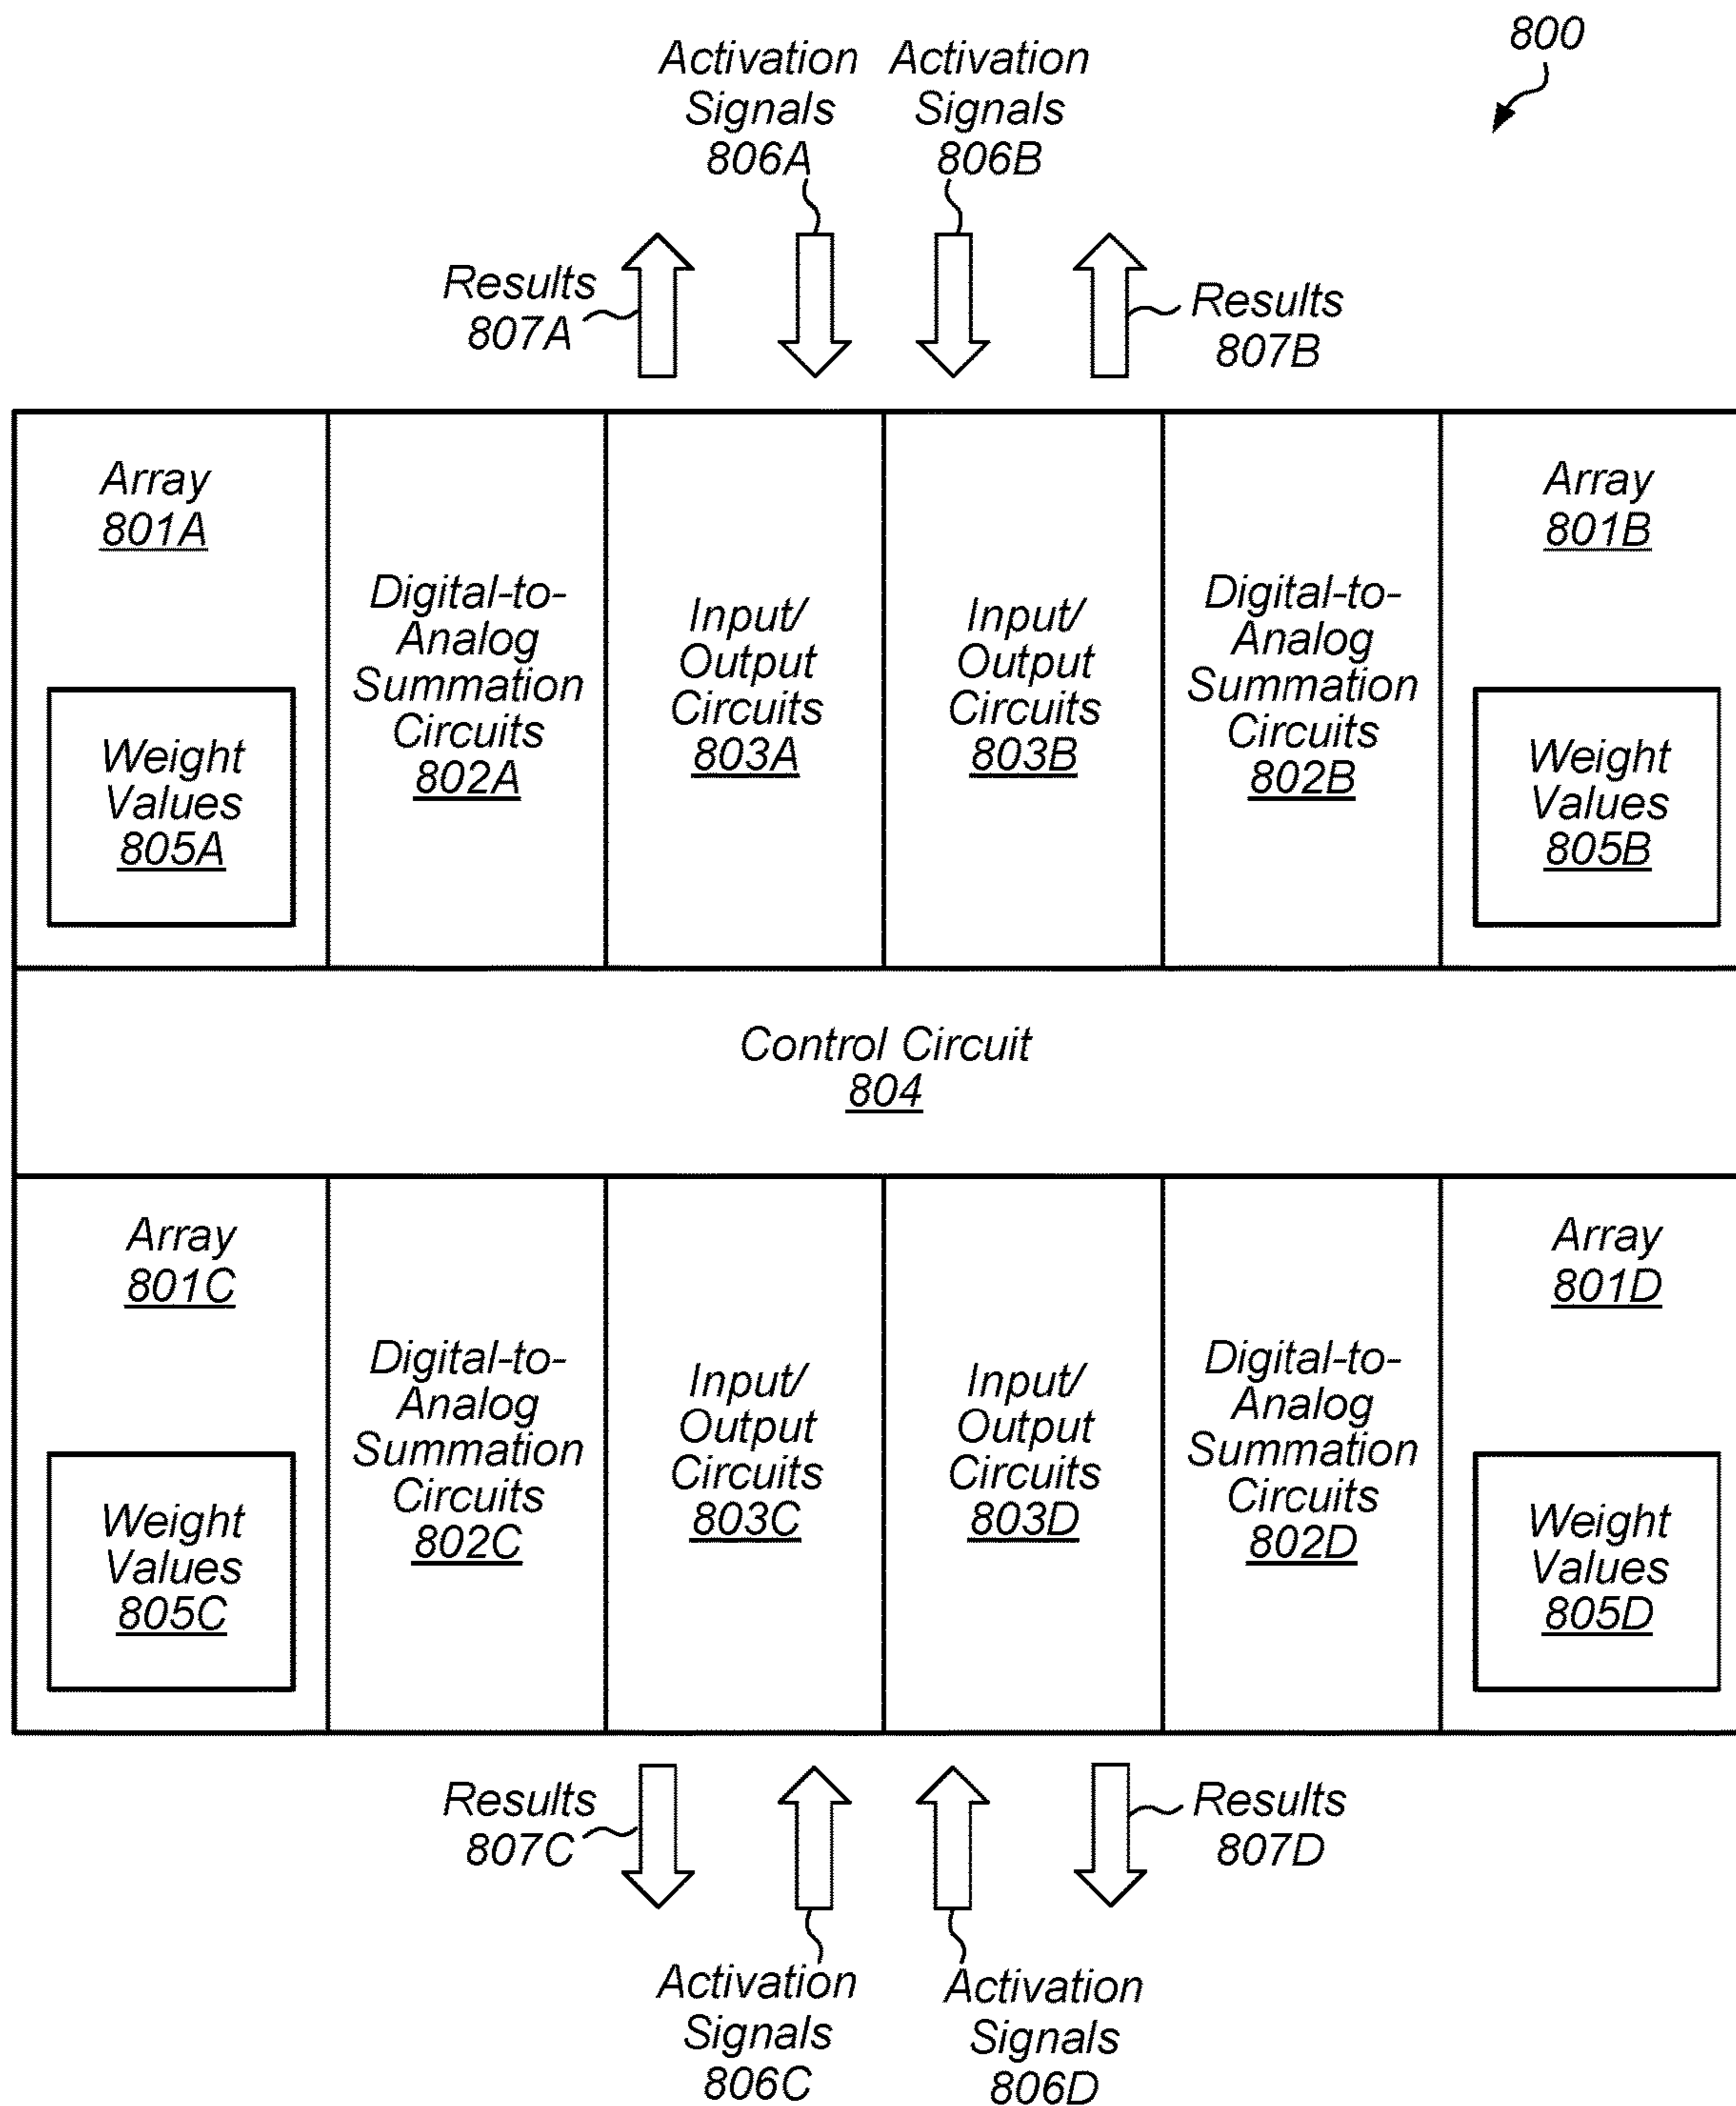 800
Activation
Signals
806A
Activation
Signals
806B
Results
807A
Results
807B
Array
801A
Weight
Values
805A
Digital-to-
Analog
Summation
Circuits
802A
Input/
Output
Circuits
803A
Input/
Output
Circuits
803B
Digital-to-
Analog
Summation
Circuits
802B
Array
801B
Weight
Values
805B
Control Circuit
804
Array
801C
Weight
Values
805C
Digital-to-
Analog
Summation
Circuits
802C
Input/
Output
Circuits
803C
Input/
Output
Circuits
803D
Digital-to-
Analog
Summation
Circuits
802D
Array
801D
Weight
Values
805D
Results
807C
Results
807D
Activation
Signals
806C
Activation
Signals
806D